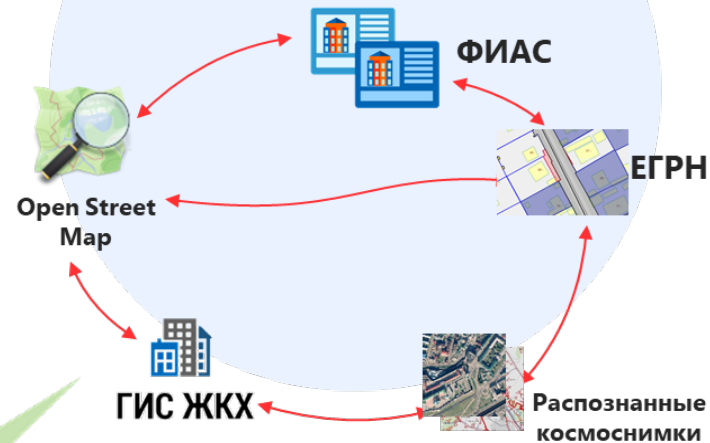 ФИАС
ЕГРН
Open Street
Map
ГИС ЖКХ
Распознанные
космоснимки